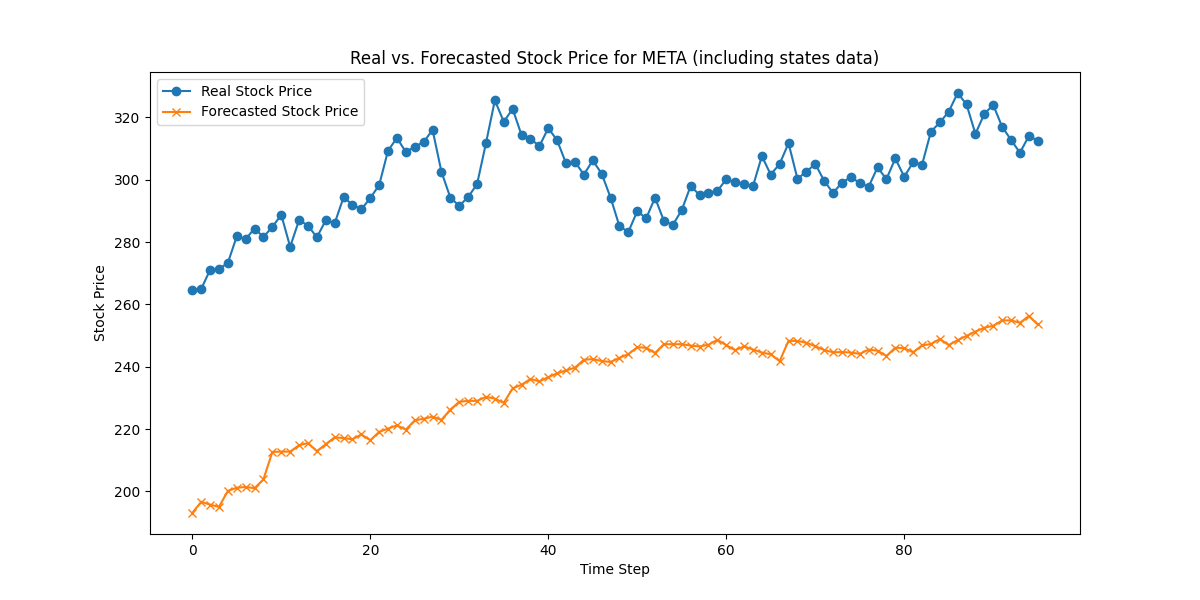 Real vs. Forecasted Stock Price for META (including states data)
Real Stock Price
Forecasted Stock Price
Stock Price
320
300
280
260
240
220
200
0 20 40 60 80
Time Step